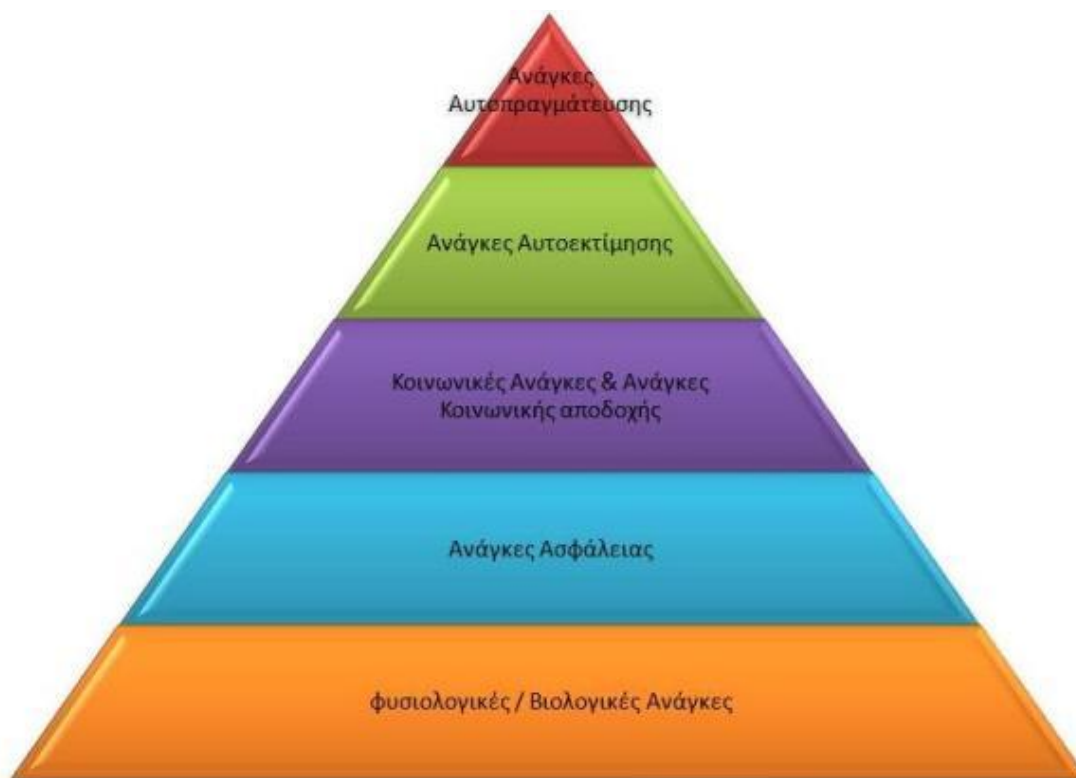 Ανάγκες
Αυτοπραγμάτευσης
Ανάγκες Αυτοεκτίμησης
Κοινωνικές Ανάγκες & Ανάγκες
Κοινωνικής αποδοχής
Ανάγκες Ασφάλειας
φυσιολογικές / Βιολογικές Ανάγκες